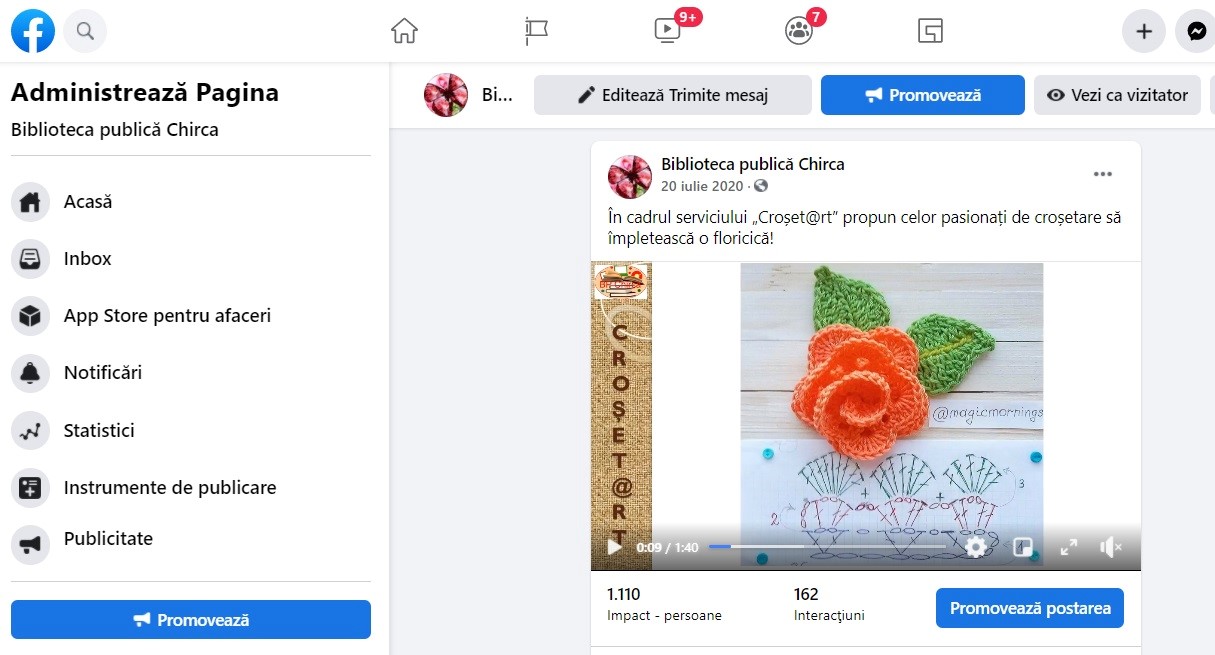 9+
7
Administrează Pagina
Biblioteca publică Chirca
Acasă
Inbox
App Store pentru afaceri
Notificări
Statistici
Instrumente de publicare
Publicitate
Promovează
Bi...
Editează Trimite mesaj
Promovează
Vezi ca vizitator
Biblioteca publică Chirca
20 iulie 2020 ·
În cadrul serviciului „Croșet@rt” propun celor pasionați de croșetare să
împletească o floricică!
CROȘET@RT
@magicmornings
3
2
0:09 / 1:40
1.110
Impact - persoane
162
Interacțiuni
Promovează postarea